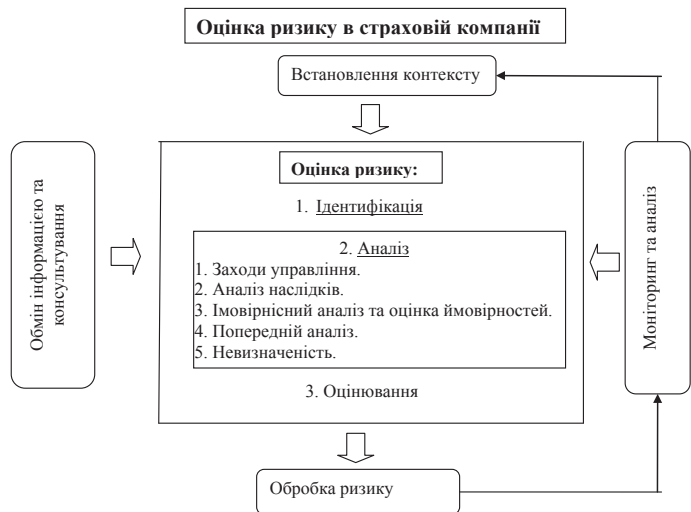 Оцінка ризику в страховій компанії
Встановлення контексту
Обмін інформацією та
консультування
Оцінка ризику:
1. Ідентифікація
2. Аналіз
1. Заходи управління.
2. Аналіз наслідків.
3. Імовірнісний аналіз та оцінка ймовірностей.
4. Попередній аналіз.
5. Невизначеність.
3. Оцінювання
Моніторинг та аналіз
Обробка ризику